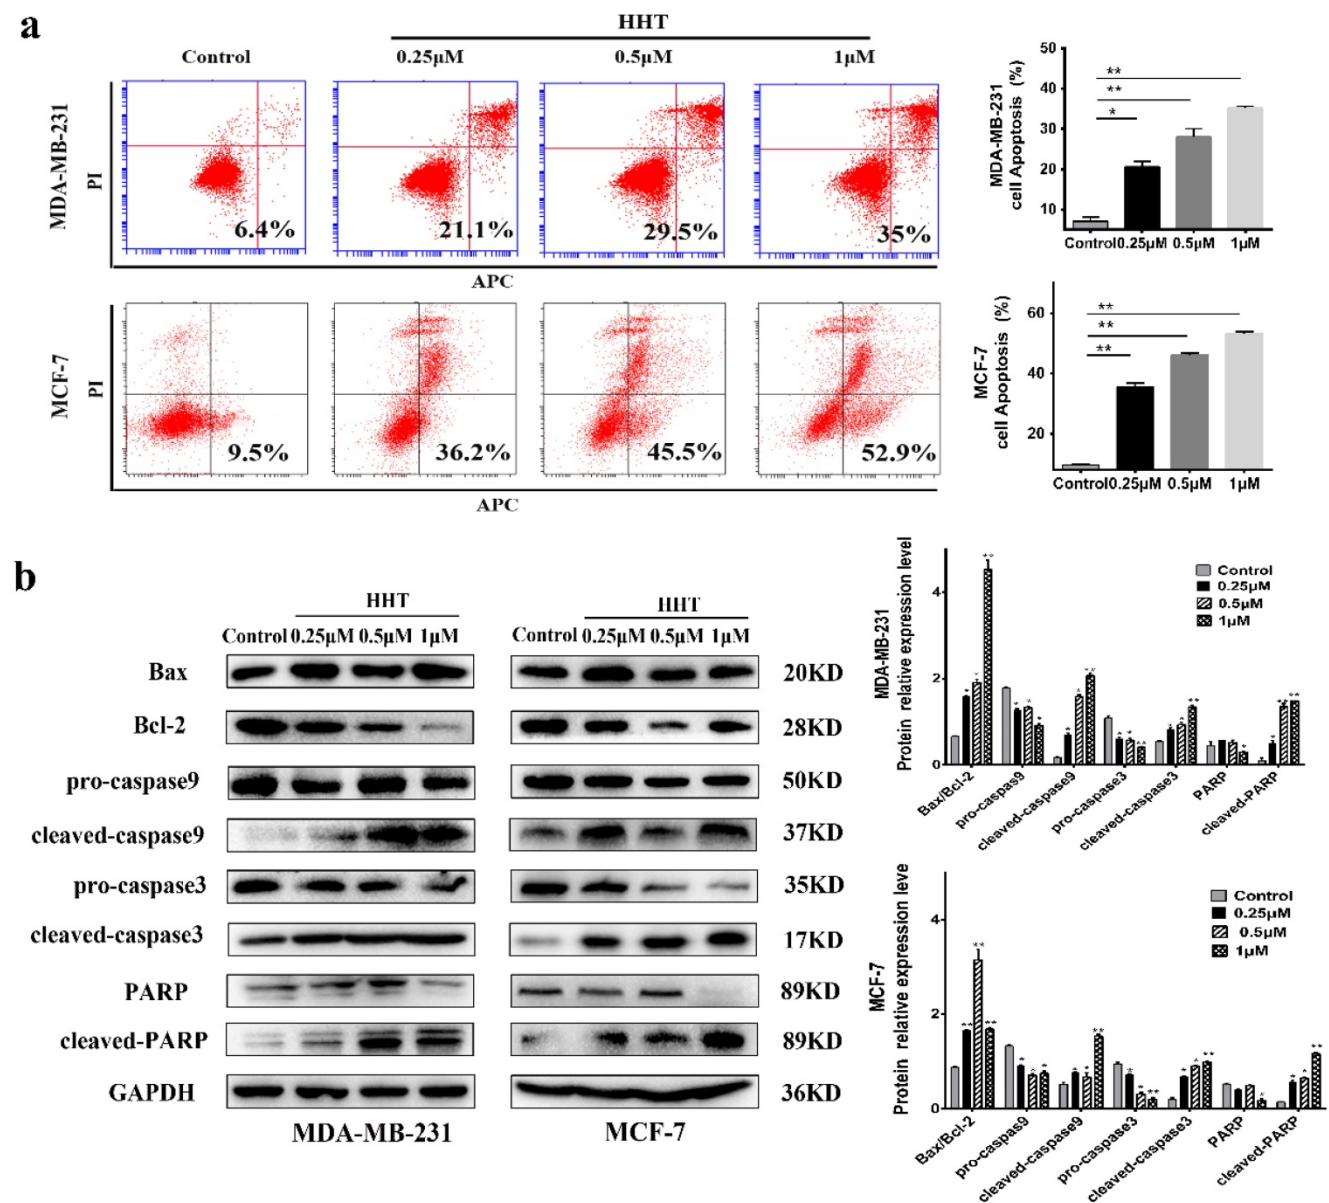 a
HHT
Control 0.25μM 0.5μM 1μM
MDA-MB-231
PI
6.4% 21.1% 29.5% 35%
APC
MCF-7
PI
9.5% 36.2% 45.5% 52.9%
APC
MDA-MB-231
cell Apoptosis (%)
50
40
30
20
10
**
**
*
Control 0.25μM 0.5μM 1μM
MCF-7
cell Apoptosis (%)
60
40
20
**
**
**
Control 0.25μM 0.5μM 1μM
b
HHT HHT
Control 0.25μM 0.5μM 1μM Control 0.25μM 0.5μM 1μM
Bax 20KD
Bcl-2 28KD
pro-caspase9 50KD
cleaved-caspase9 37KD
pro-caspase3 35KD
cleaved-caspase3 17KD
PARP 89KD
cleaved-PARP 89KD
GAPDH 36KD
MDA-MB-231 MCF-7
MDA-MB-231
Protein relative expression level
4
2
0
Control
0.25μM
0.5μM
1μM
Bax/Bcl-2
pro-caspas9
cleaved-caspase9
pro-caspase3
cleaved-caspase3
PARP
cleaved-PARP
MCF-7
Protein relative expression leve
4
2
0
Control
0.25μM
0.5μM
1μM
Bax/Bcl-2
pro-caspas9
cleaved-caspase9
pro-caspase3
cleaved-caspase3
PARP
cleaved-PARP